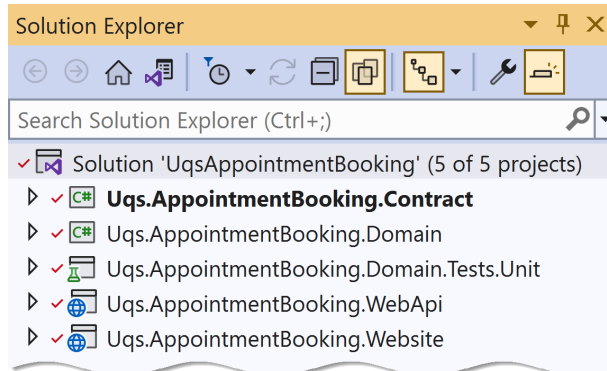 Solution Explorer
Search Solution Explorer (Ctrl+;)
Solution 'UqsAppointmentBooking' (5 of 5 projects)
C# Uqs.AppointmentBooking.Contract
C# Uqs.AppointmentBooking.Domain
Uqs.AppointmentBooking.Domain.Tests.Unit
Uqs.AppointmentBooking.WebApi
Uqs.AppointmentBooking.Website